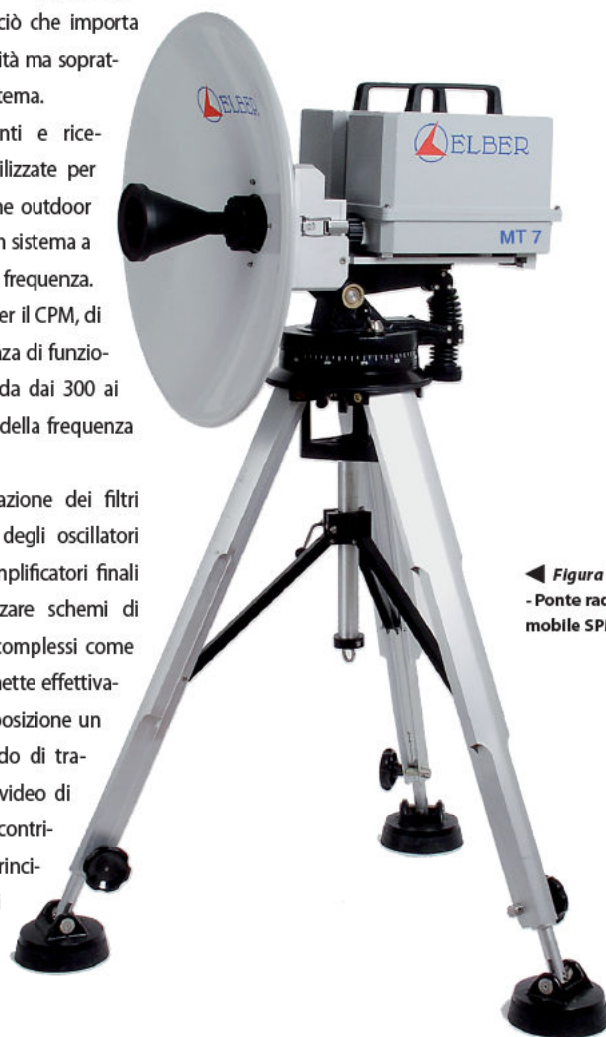 ciò che importa
ità ma soprat-
tema.
nti e rice-
ilizzate per
ne outdoor
n sistema a
frequenza.
er il CPM, di
nza di funzio-
da dai 300 ai
della frequenza
azione dei filtri
degli oscillatori
mplificatori finali
zzare schemi di
complessi come
mette effettiva-
posizione un
do di tra-
video di
contri-
rinci-
ELBER
ELBER
MT 7
◀ Figura
- Ponte rad
mobile SPI